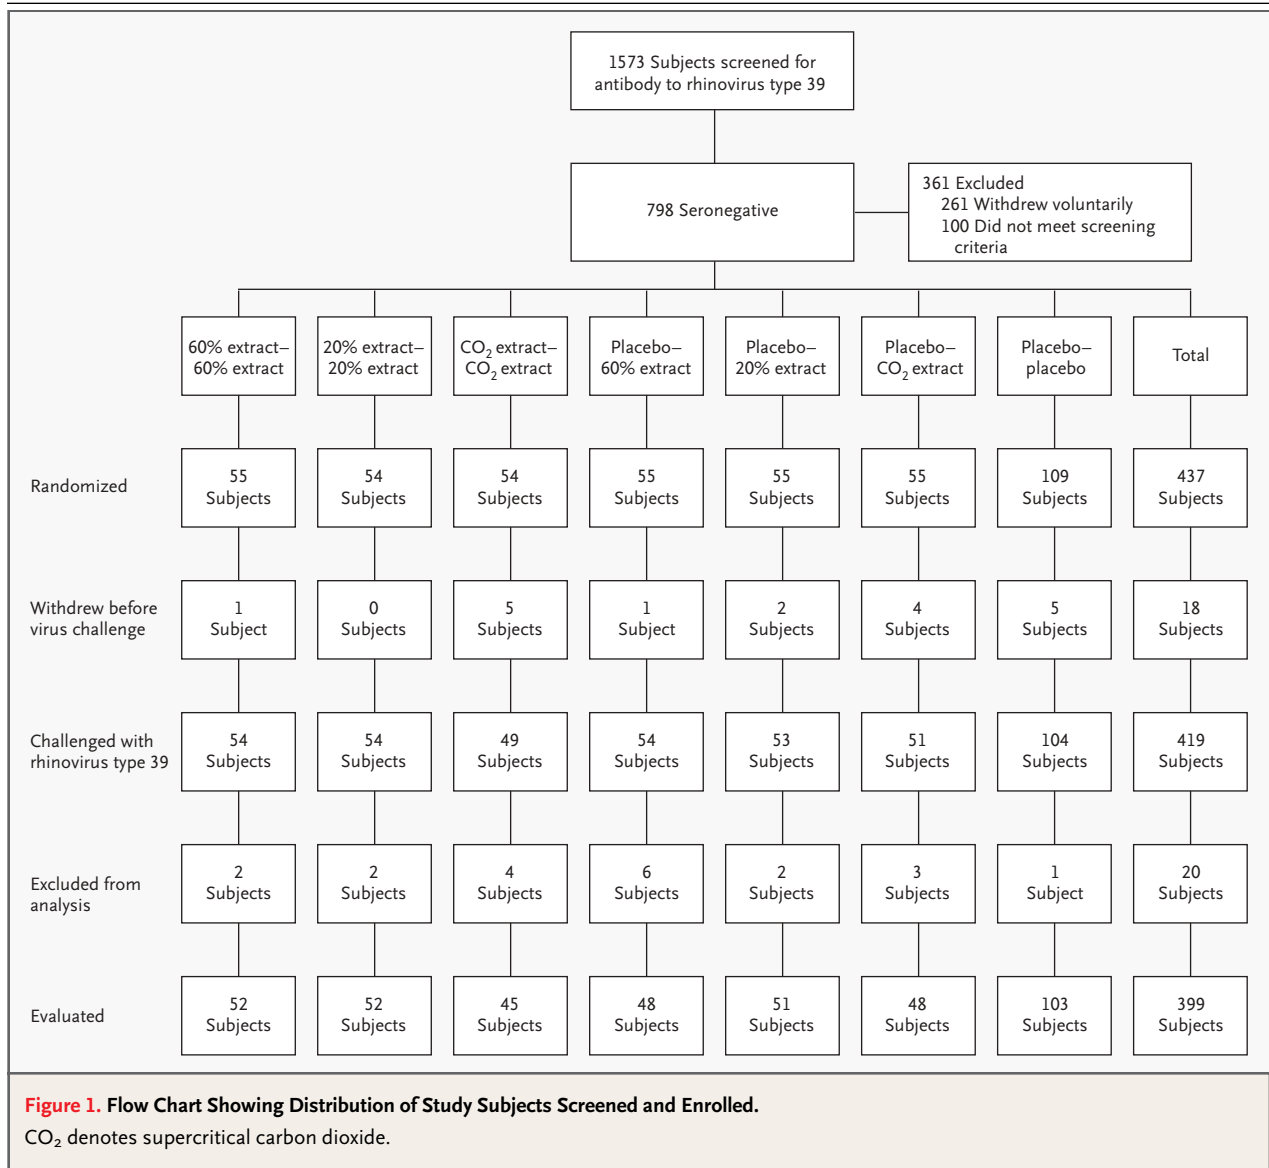 1573 Subjects screened for
antibody to rhinovirus type 39
798 Seronegative
361 Excluded
261 Withdrew voluntarily
100 Did not meet screening
criteria
60% extract–
60% extract
20% extract–
20% extract
CO₂ extract–
CO₂ extract
Placebo–
60% extract
Placebo–
20% extract
Placebo–
CO₂ extract
Placebo–
placebo
Total
Randomized
55
Subjects
54
Subjects
54
Subjects
55
Subjects
55
Subjects
55
Subjects
109
Subjects
437
Subjects
Withdrew before
virus challenge
1
Subject
0
Subjects
5
Subjects
1
Subject
2
Subjects
4
Subjects
5
Subjects
18
Subjects
Challenged with
rhinovirus type 39
54
Subjects
54
Subjects
49
Subjects
54
Subjects
53
Subjects
51
Subjects
104
Subjects
419
Subjects
Excluded from
analysis
2
Subjects
2
Subjects
4
Subjects
6
Subjects
2
Subjects
3
Subjects
1
Subject
20
Subjects
Evaluated
52
Subjects
52
Subjects
45
Subjects
48
Subjects
51
Subjects
48
Subjects
103
Subjects
399
Subjects
Figure 1. Flow Chart Showing Distribution of Study Subjects Screened and Enrolled.
CO₂ denotes supercritical carbon dioxide.